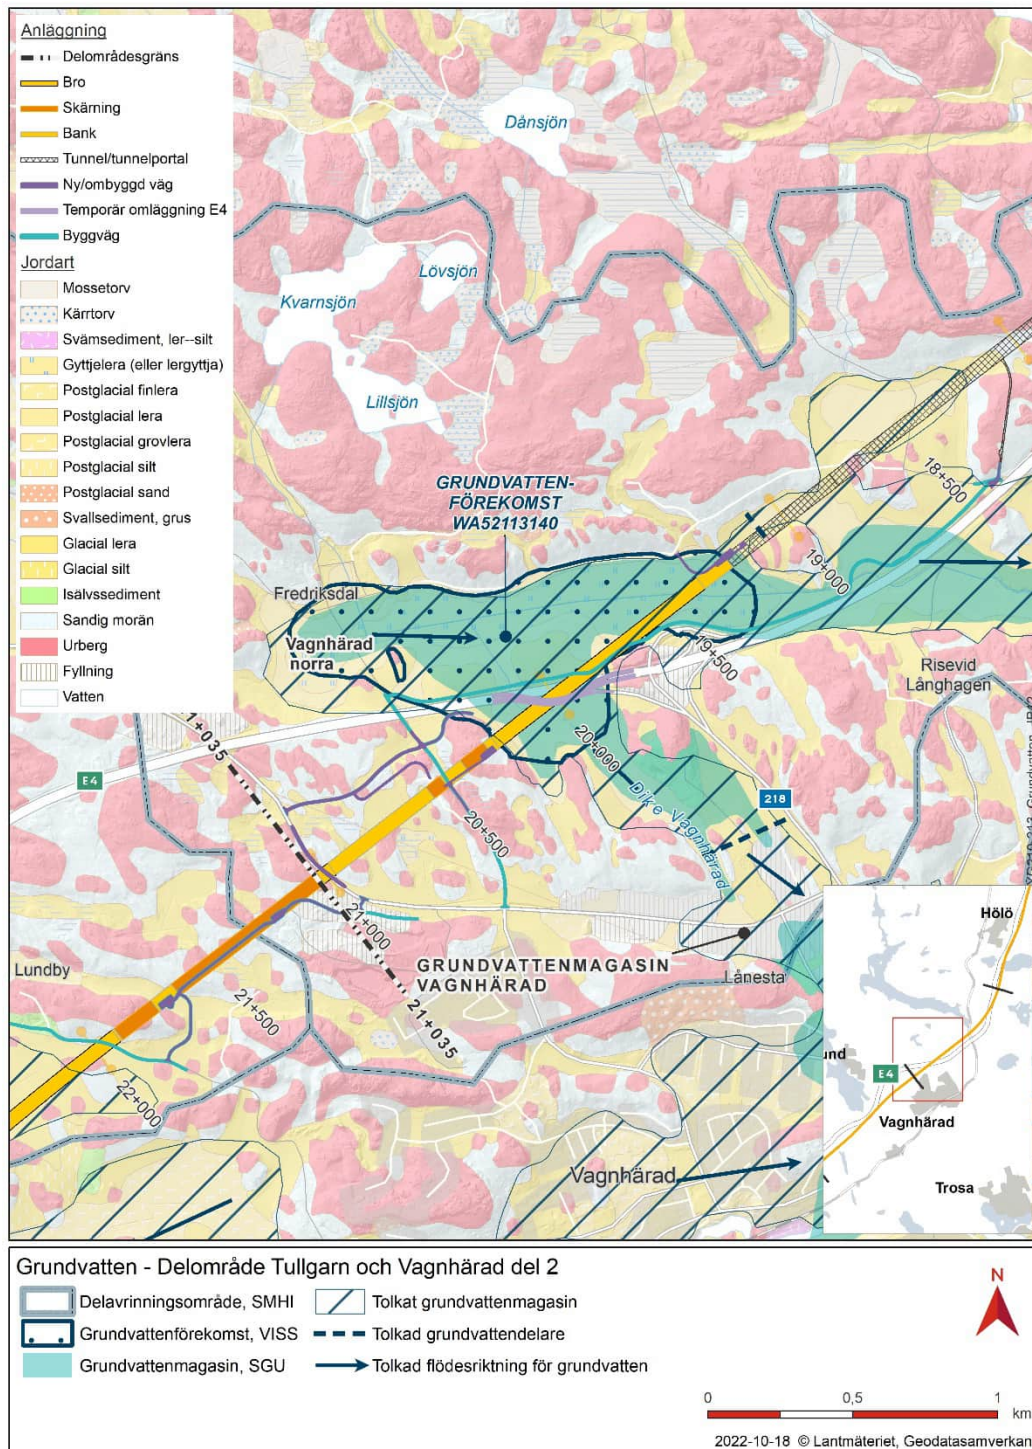 Anläggning
Delområdesgräns
Bro
Skärning
Bank
Tunnel/tunnelportal
Ny/ombyggd väg
Temporär omläggning E4
Byggväg
Jordart
Mossetorv
Kärrtorv
Svämsediment, ler--silt
Gyttjelera (eller lergyttja)
Postglacial finlera
Postglacial lera
Postglacial grovlera
Postglacial silt
Postglacial sand
Svallsediment, grus
Glacial lera
Glacial silt
Isälvssediment
Sandig morän
Urberg
Fyllning
Vatten
Dånsjön
Lövsjön
Kvarnsjön
Lillsjön
GRUNDVATTEN-
FÖREKOMST
WA52113140
18+500
19+000
Fredriksdal
Vagnhärad
norra
19+500
Risevid
Långhagen
21+035
E4
20+000
Dike Vagnhärad
218
20+500
21+000
GRUNDVATTENMAGASIN
VAGNHÄRAD
Lånesta
Lundby
21+500
21+035
22+000
Vagnhärad
Hölö
und
E4
Vagnhärad
Trosa
Grundvatten - Delområde Tullgarn och Vagnhärad del 2
Delavrinningsområde, SMHI
Tolkat grundvattenmagasin
Grundvattenförekomst, VISS
Tolkad grundvattendelare
Grundvattenmagasin, SGU
Tolkad flödesriktning för grundvatten
N
0 0,5 1
km
2022-10-18 © Lantmäteriet, Geodatasamverkan